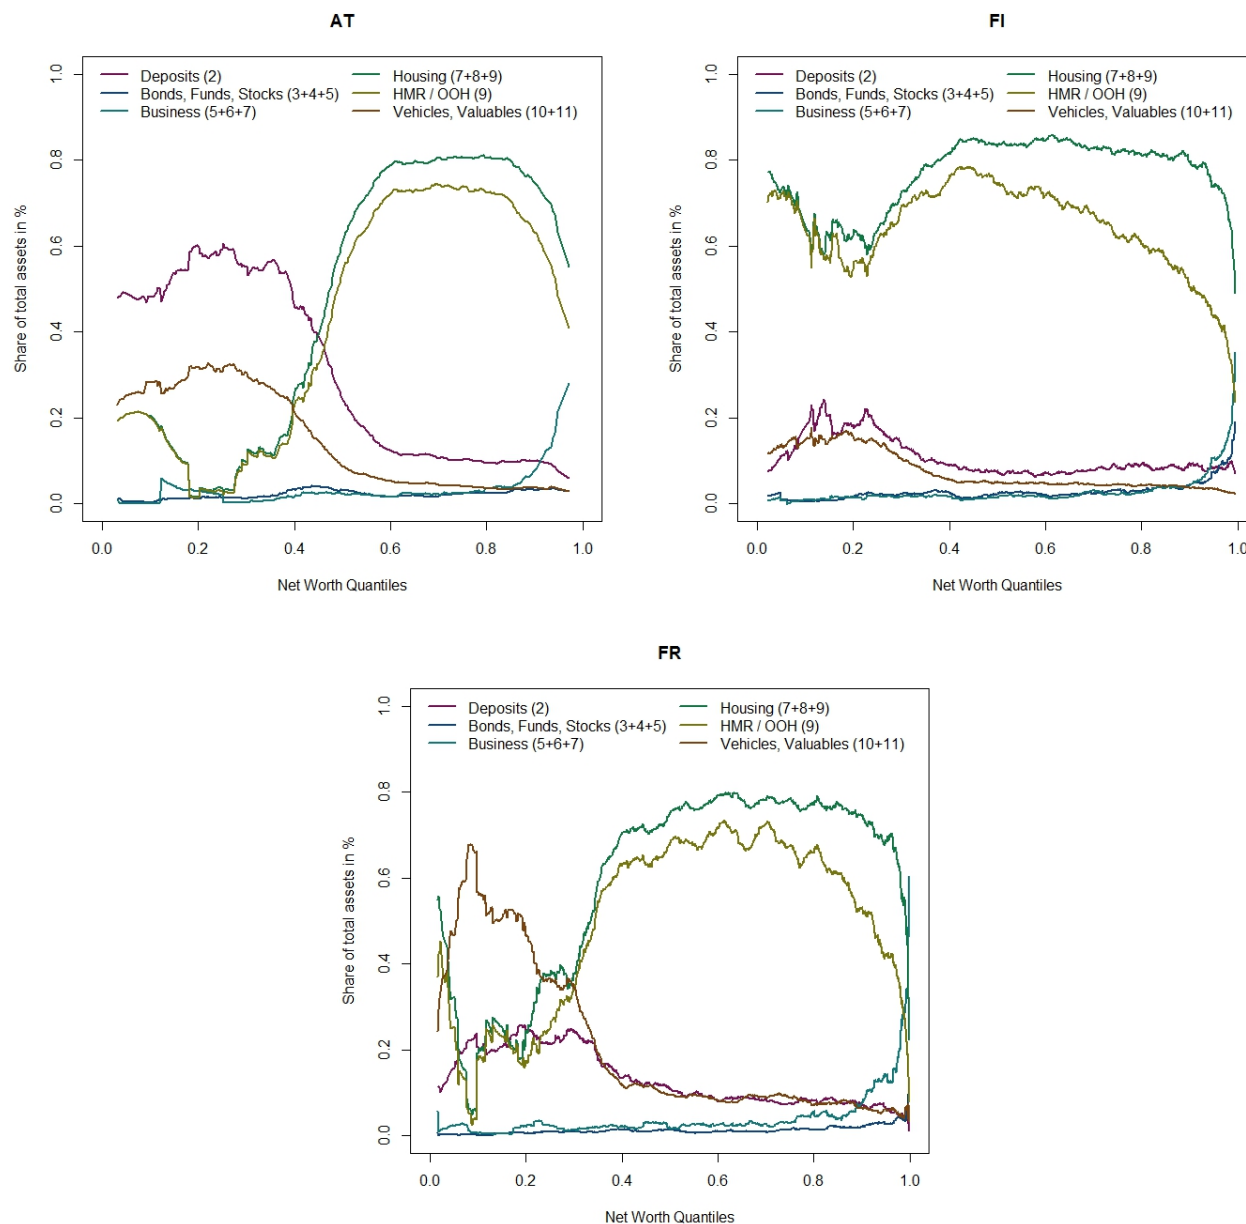 AT
Deposits (2)
Bonds, Funds, Stocks (3+4+5)
Business (5+6+7)
Housing (7+8+9)
HMR / OOH (9)
Vehicles, Valuables (10+11)
Share of total assets in %
1.0
0.8
0.6
0.4
0.2
0.0
0.0 0.2 0.4 0.6 0.8 1.0
Net Worth Quantiles
FI
Deposits (2)
Bonds, Funds, Stocks (3+4+5)
Business (5+6+7)
Housing (7+8+9)
HMR / OOH (9)
Vehicles, Valuables (10+11)
Share of total assets in %
1.0
0.8
0.6
0.4
0.2
0.0
0.0 0.2 0.4 0.6 0.8 1.0
Net Worth Quantiles
FR
Deposits (2)
Bonds, Funds, Stocks (3+4+5)
Business (5+6+7)
Housing (7+8+9)
HMR / OOH (9)
Vehicles, Valuables (10+11)
Share of total assets in %
1.0
0.8
0.6
0.4
0.2
0.0
0.0 0.2 0.4 0.6 0.8 1.0
Net Worth Quantiles